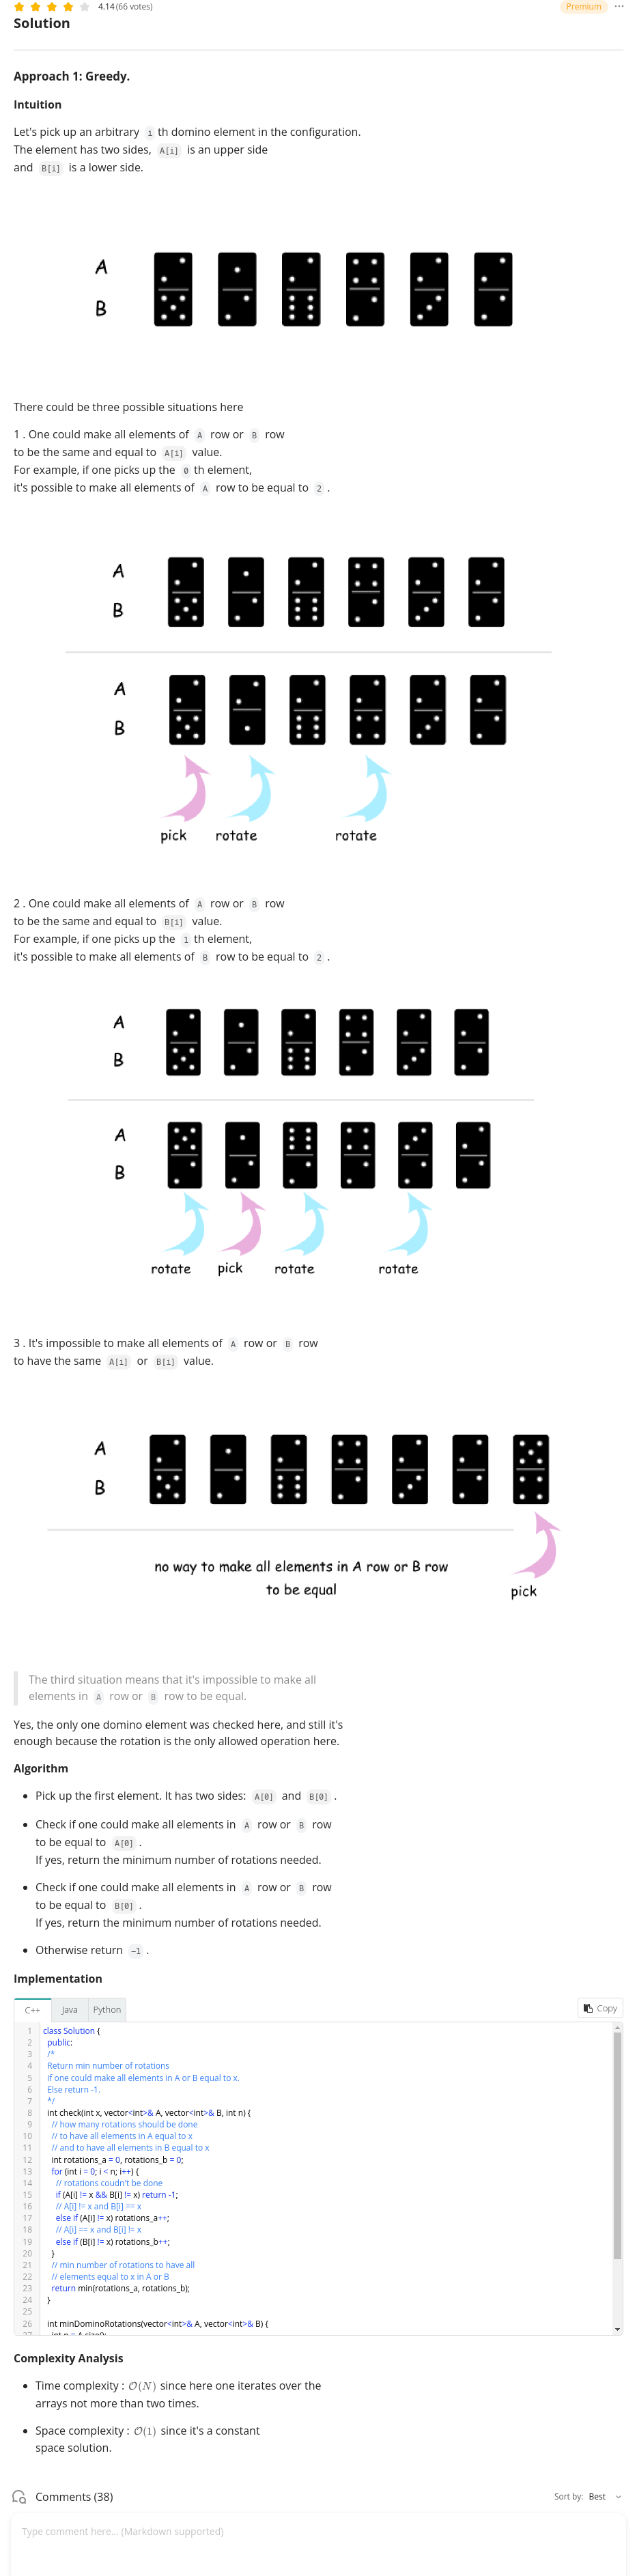 4.14 (66 votes)
Premium
Solution
Approach 1: Greedy.
Intuition
Let's pick up an arbitrary i th domino element in the configuration.
The element has two sides, A[i] is an upper side
and B[i] is a lower side.
A
B
There could be three possible situations here
1 . One could make all elements of A row or B row
to be the same and equal to A[i] value.
For example, if one picks up the 0 th element,
it's possible to make all elements of A row to be equal to 2 .
A
B
A
B
pick rotate rotate
2 . One could make all elements of A row or B row
to be the same and equal to B[i] value.
For example, if one picks up the 1 th element,
it's possible to make all elements of B row to be equal to 2 .
A
B
A
B
rotate pick rotate rotate
3 . It's impossible to make all elements of A row or B row
to have the same A[i] or B[i] value.
A
B
no way to make all elements in A row or B row
to be equal
pick
The third situation means that it's impossible to make all
elements in A row or B row to be equal.
Yes, the only one domino element was checked here, and still it's
enough because the rotation is the only allowed operation here.
Algorithm
• Pick up the first element. It has two sides: A[0] and B[0] .
• Check if one could make all elements in A row or B row
to be equal to A[0] .
If yes, return the minimum number of rotations needed.
• Check if one could make all elements in A row or B row
to be equal to B[0] .
If yes, return the minimum number of rotations needed.
• Otherwise return -1 .
Implementation
C++ Java Python Copy
1 class Solution {
2 public:
3 /*
4 Return min number of rotations
5 if one could make all elements in A or B equal to x.
6 Else return -1.
7 */
8 int check(int x, vector<int>& A, vector<int>& B, int n) {
9 // how many rotations should be done
10 // to have all elements in A equal to x
11 // and to have all elements in B equal to x
12 int rotations_a = 0, rotations_b = 0;
13 for (int i = 0; i < n; i++) {
14 // rotations coudn't be done
15 if (A[i] != x && B[i] != x) return -1;
16 // A[i] != x and B[i] == x
17 else if (A[i] != x) rotations_a++;
18 // A[i] == x and B[i] != x
19 else if (B[i] != x) rotations_b++;
20 }
21 // min number of rotations to have all
22 // elements equal to x in A or B
23 return min(rotations_a, rotations_b);
24 }
25
26 int minDominoRotations(vector<int>& A, vector<int>& B) {
27 int n = A.size();
Complexity Analysis
• Time complexity : O(N) since here one iterates over the
arrays not more than two times.
• Space complexity : O(1) since it's a constant
space solution.
Comments (38)
Sort by: Best
Type comment here... (Markdown supported)